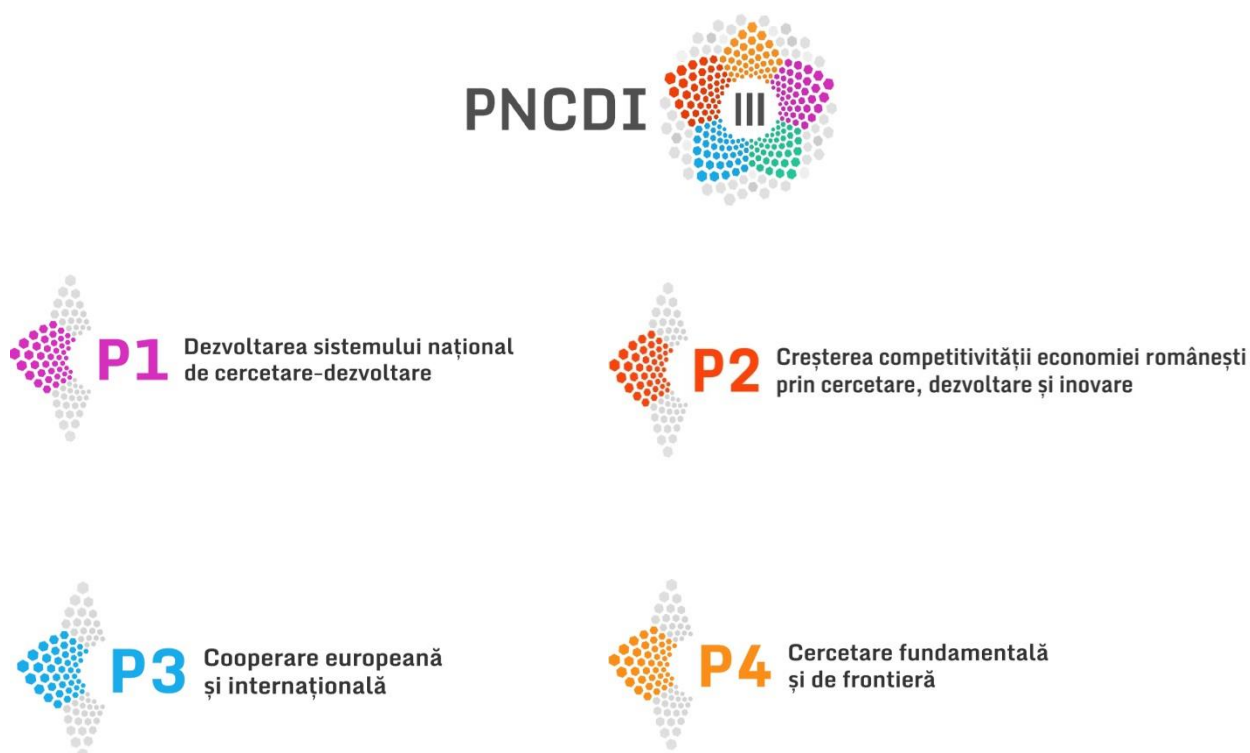 PNCDI III
P1 Dezvoltarea sistemului național
de cercetare-dezvoltare
P2 Creșterea competitivității economiei românești
prin cercetare, dezvoltare și inovare
P3 Cooperare europeană
și internațională
P4 Cercetare fundamentală
și de frontieră